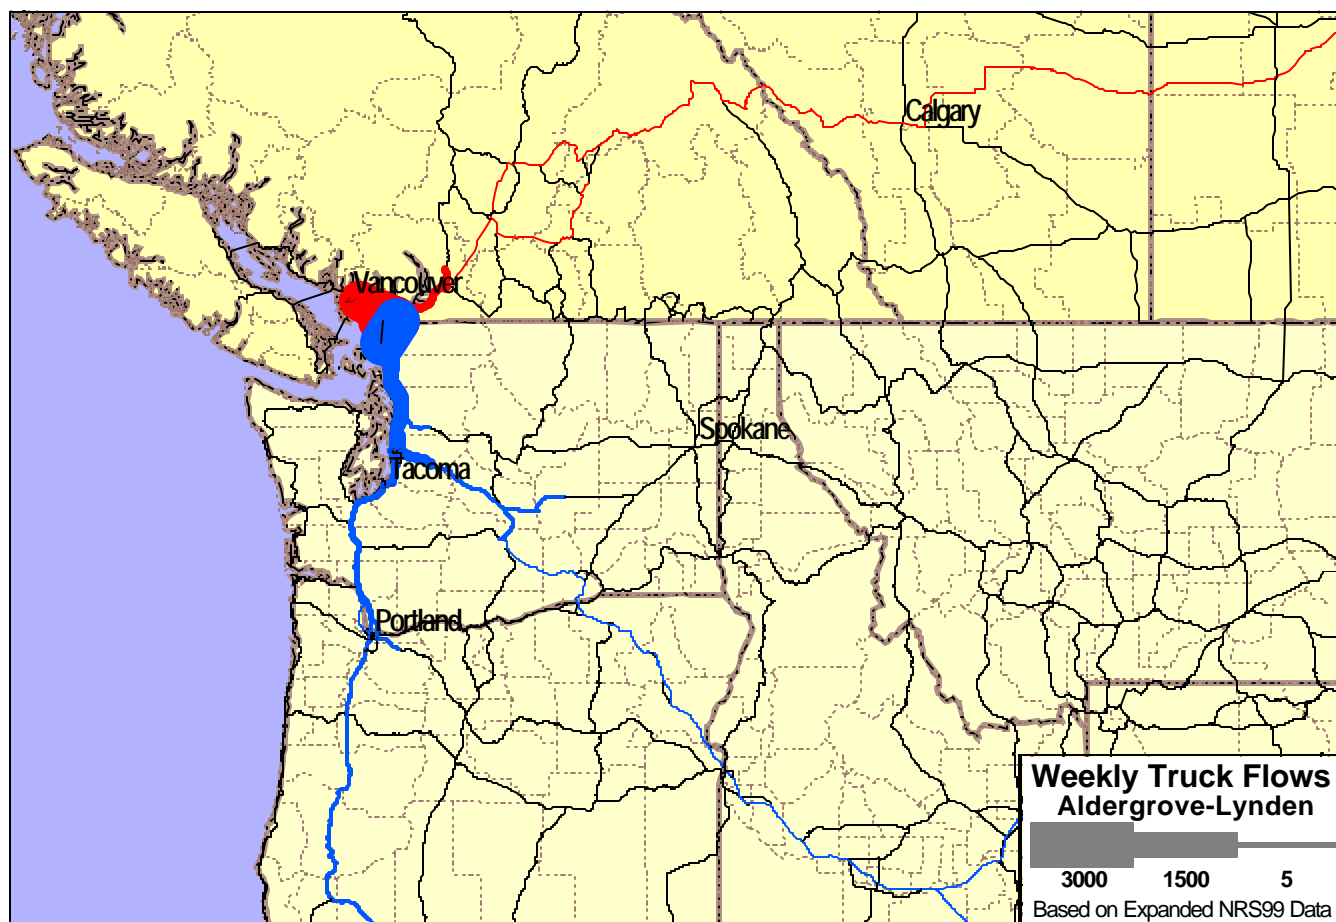 Calgary
Vancouver
Spokane
Tacoma
Portland
Weekly Truck Flows
Aldergrove-Lynden
3000 1500 5
Based on Expanded NRS99 Data